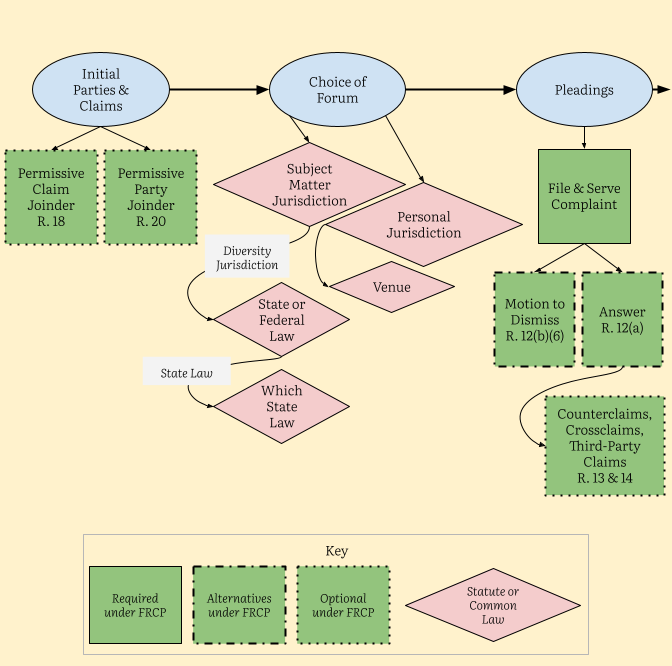 Initial
Parties &
Claims
Choice of
Forum
Pleadings
Permissive
Claim
Joinder
R. 18
Permissive
Party
Joinder
R. 20
Subject
Matter
Jurisdiction
Personal
Jurisdiction
File & Serve
Complaint
Diversity
Jurisdiction
Venue
State or
Federal
Law
Motion to
Dismiss
R. 12(b)(6)
Answer
R. 12(a)
State Law
Which
State
Law
Counterclaims,
Crossclaims,
Third-Party
Claims
R. 13 & 14
Key
Required
under FRCP
Alternatives
under FRCP
Optional
under FRCP
Statute or
Common
Law